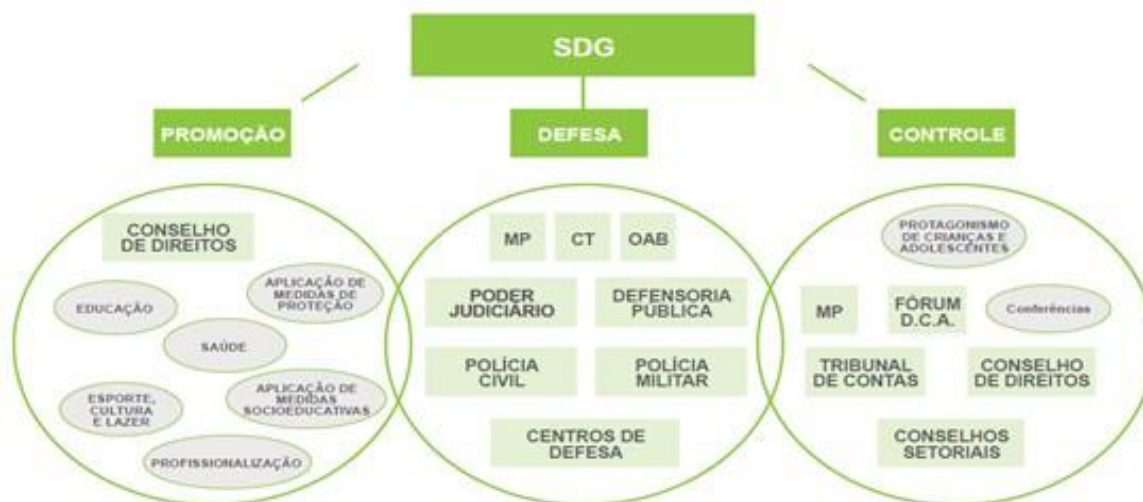 SDG
PROMOÇÃO
DEFESA
CONTROLE
CONSELHO
DE DIREITOS
EDUCAÇÃO
APLICAÇÃO DE
MEDIDAS DE
PROTEÇÃO
SAÚDE
ESPORTE,
CULTURA
E LAZER
APLICAÇÃO DE
MEDIDAS
SOCIOEDUCATIVAS
PROFISSIONALIZAÇÃO
MP
CT
OAB
PODER
JUDICIÁRIO
DEFENSORIA
PÚBLICA
POLÍCIA
CIVIL
POLÍCIA
MILITAR
CENTROS DE
DEFESA
PROTAGONISMO
DE CRIANÇAS E
ADOLESCENTES
MP
FÓRUM
D.C.A.
Conferências
TRIBUNAL
DE CONTAS
CONSELHO
DE DIREITOS
CONSELHOS
SETORIAIS